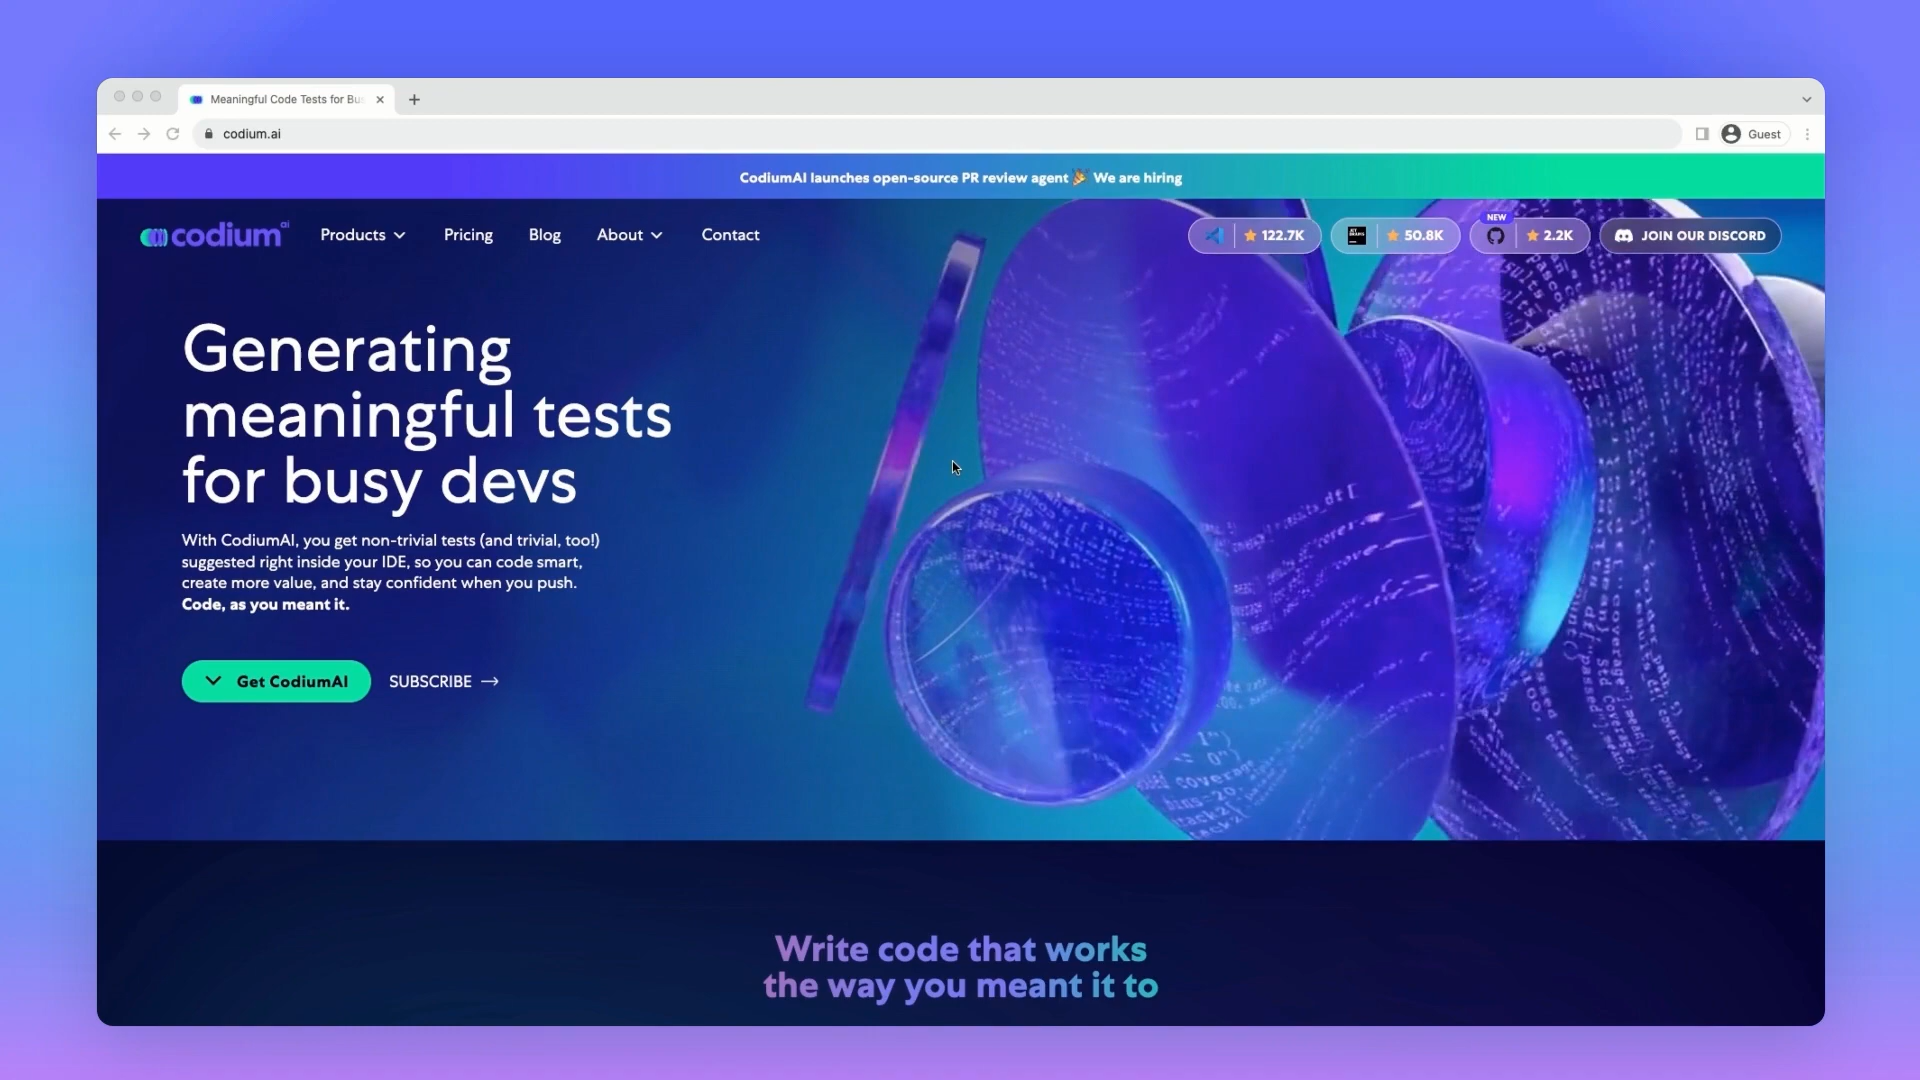 Meaningful Code Tests for Bu
codium.ai
Guest
CodiumAI launches open-source PR review agent 🎉 We are hiring
codium ai
Products
Pricing
Blog
About
Contact
122.7K
50.8K
NEW
2.2K
JOIN OUR DISCORD
Generating
meaningful tests
for busy devs
With CodiumAI, you get non-trivial tests (and trivial, too!)
suggested right inside your IDE, so you can code smart,
create more value, and stay confident when you push.
Code, as you meant it.
Get CodiumAI
SUBSCRIBE →
Write code that works
the way you meant it to